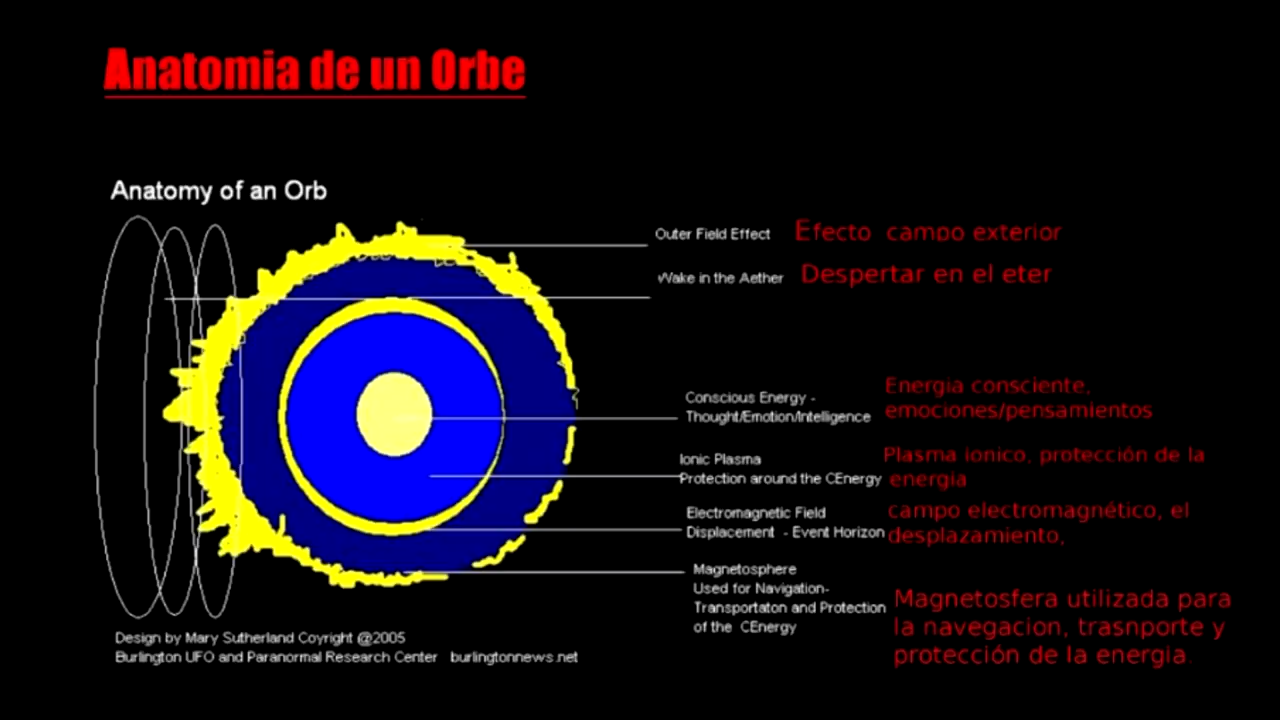 Anatomia de un Orbe
Anatomy of an Orb
Outer Field Effect
Efecto campo exterior
Wake in the Aether
Despertar en el eter
Conscious Energy -
Thought/Emotion/Intelligence
Energia consciente,
emociones/pensamientos
Ionic Plasma
Protection around the CEnergy
Plasma ionico, protección de la
energia
Electromagnetic Field
Displacement - Event Horizon
campo electromagnético, el
desplazamiento,
Magnetosphere
Used for Navigation-
Transportaton and Protection
of the CEnergy
Magnetosfera utilizada para
la navegacion, trasnporte y
protección de la energia.
Design by Mary Sutherland Coyright @2005
Burlington UFO and Paranormal Research Center burlingtonnews.net